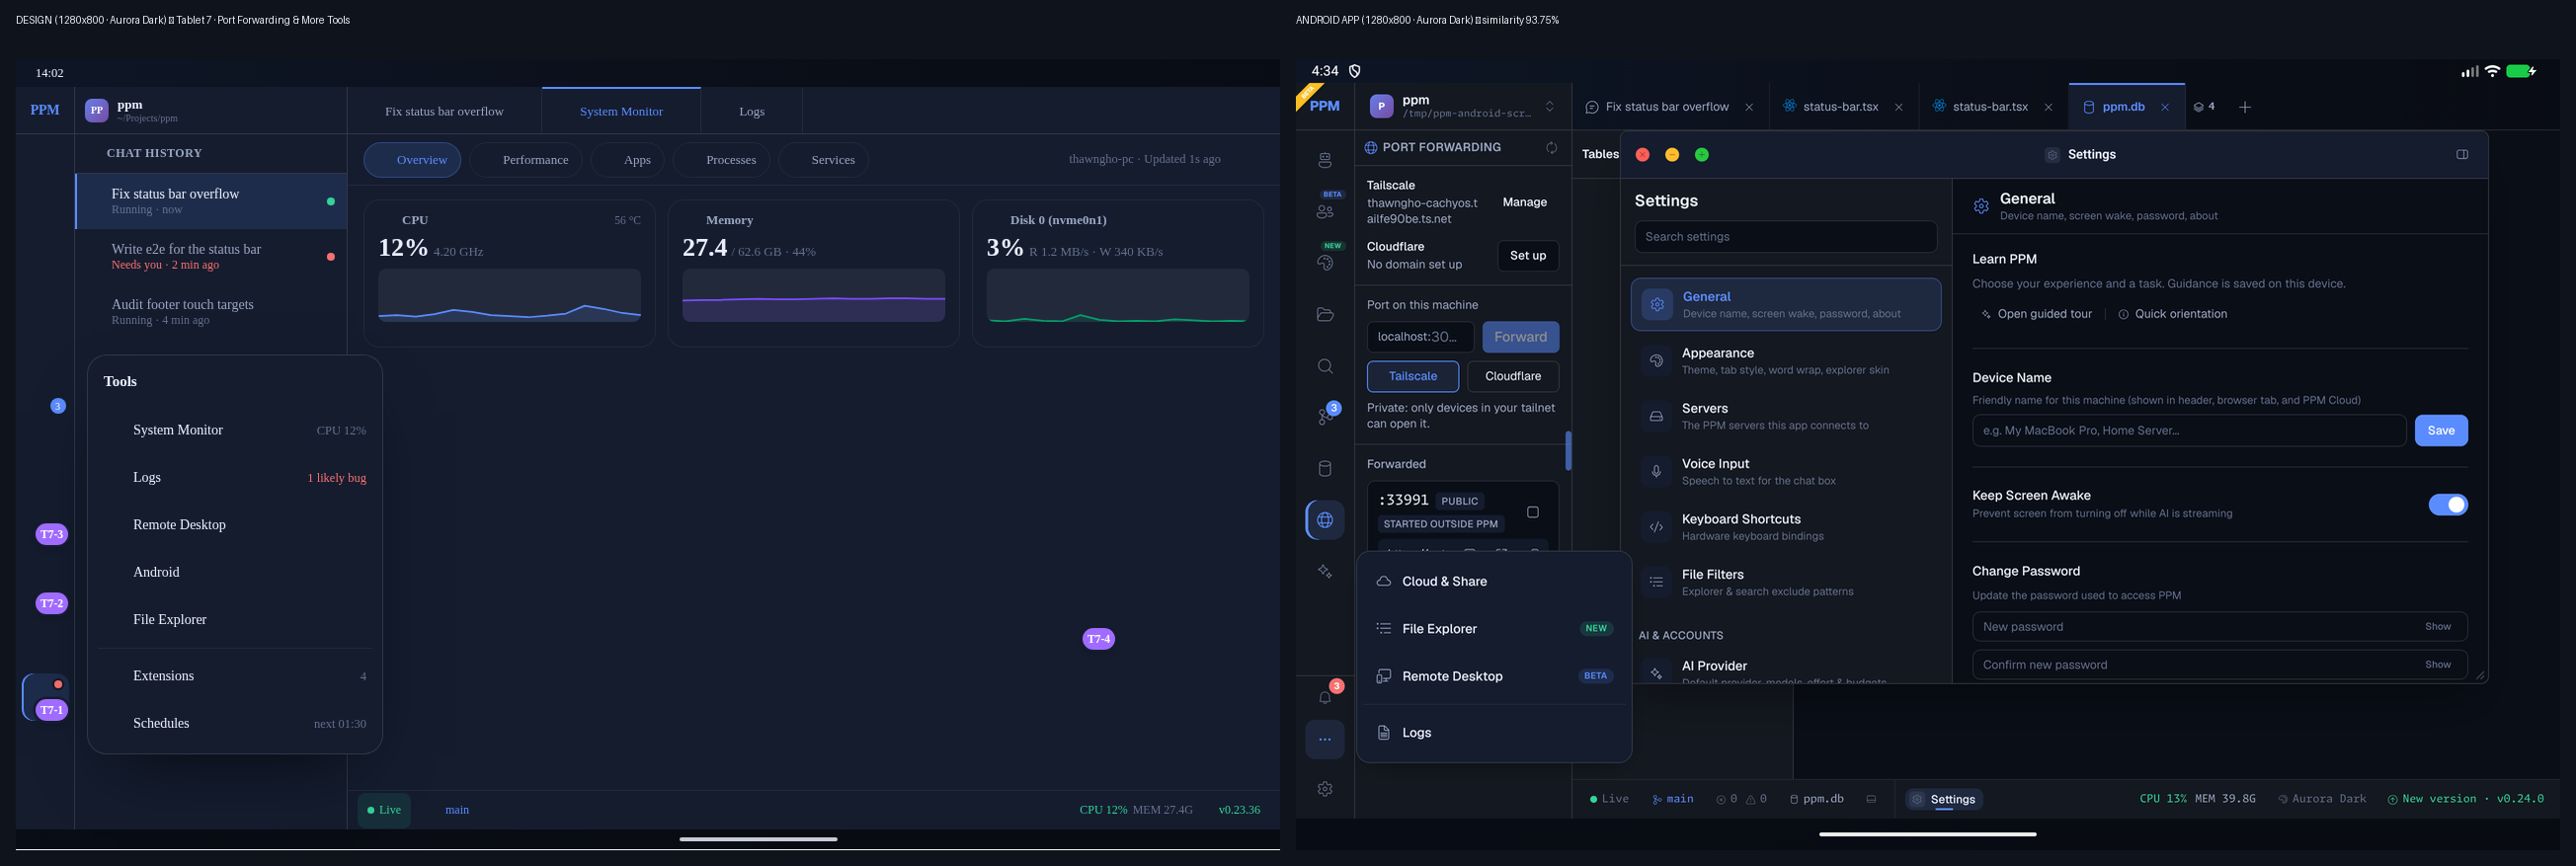 DESIGN (1280x800 · Aurora Dark) Tablet 7 · Port Forwarding & More Tools
14:02
PPM
PP
ppm
~/Projects/ppm
Fix status bar overflow
System Monitor
Logs
CHAT HISTORY
Fix status bar overflow
Running · now
Write e2e for the status bar
Needs you · 2 min ago
Audit footer touch targets
Running · 4 min ago
Overview
Performance
Apps
Processes
Services
thawngho-pc · Updated 1s ago
CPU
56 °C
12% 4.20 GHz
Memory
27.4 / 62.6 GB · 44%
Disk 0 (nvme0n1)
3% R 1.2 MB/s · W 340 KB/s
3
T7-3
T7-2
T7-1
T7-4
Tools
System Monitor CPU 12%
Logs 1 likely bug
Remote Desktop
Android
File Explorer
Extensions 4
Schedules next 01:30
Live
main
CPU 12% MEM 27.4G
v0.23.36
ANDROID APP (1280x800 · Aurora Dark) similarity 93.75%
4:34
BETA
PPM
P
ppm
/tmp/ppm-android-scr…
Fix status bar overflow
status-bar.tsx
status-bar.tsx
ppm.db
4
BETA
NEW
3
3
PORT FORWARDING
Tailscale
thawngho-cachyos.t
ailfe90be.ts.net
Manage
Cloudflare
No domain set up
Set up
Port on this machine
localhost:30...
Forward
Tailscale
Cloudflare
Private: only devices in your tailnet
can open it.
Forwarded
:33991 PUBLIC
STARTED OUTSIDE PPM
Cloud & Share
File Explorer NEW
Remote Desktop BETA
Logs
Tables
Settings
Settings
Search settings
General
Device name, screen wake, password, about
Appearance
Theme, tab style, word wrap, explorer skin
Servers
The PPM servers this app connects to
Voice Input
Speech to text for the chat box
Keyboard Shortcuts
Hardware keyboard bindings
File Filters
Explorer & search exclude patterns
AI & ACCOUNTS
AI Provider
Default provider, models, effort & budgets
General
Device name, screen wake, password, about
Learn PPM
Choose your experience and a task. Guidance is saved on this device.
Open guided tour
Quick orientation
Device Name
Friendly name for this machine (shown in header, browser tab, and PPM Cloud)
e.g. My MacBook Pro, Home Server...
Save
Keep Screen Awake
Prevent screen from turning off while AI is streaming
Change Password
Update the password used to access PPM
New password Show
Confirm new password Show
Live
main
0 0
ppm.db
Settings
CPU 13% MEM 39.8G
Aurora Dark
New version · v0.24.0